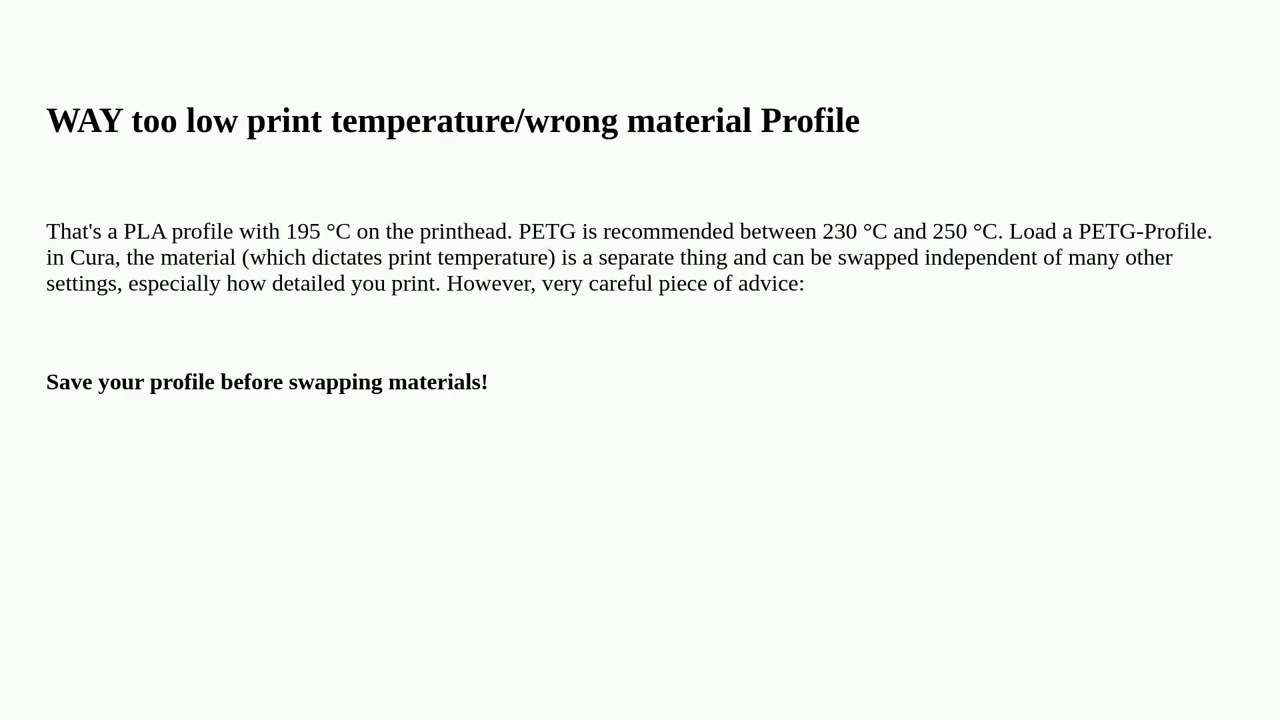 WAY too low print temperature/wrong material Profile
That's a PLA profile with 195 °C on the printhead. PETG is recommended between 230 °C and 250 °C. Load a PETG-Profile.
in Cura, the material (which dictates print temperature) is a separate thing and can be swapped independent of many other
settings, especially how detailed you print. However, very careful piece of advice:
Save your profile before swapping materials!